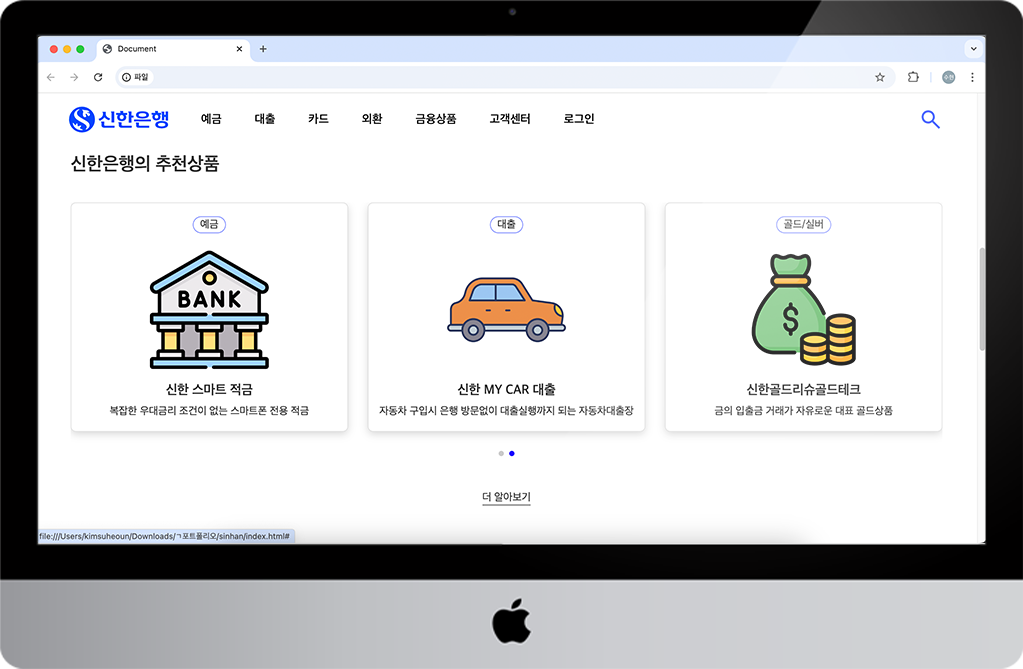 Document
파일
수헌
신한은행
예금 대출 카드 외환 금융상품 고객센터 로그인
신한은행의 추천상품
예금
BANK
신한 스마트 적금
복잡한 우대금리 조건이 없는 스마트폰 전용 적금
대출
신한 MY CAR 대출
자동차 구입시 은행 방문없이 대출실행까지 되는 자동차대출장
골드/실버
$
신한골드리슈골드테크
금의 입출금 거래가 자유로운 대표 골드상품
더 알아보기
file:///Users/kimsuheoun/Downloads/ㄱ포트폴리오/sinhan/index.html#